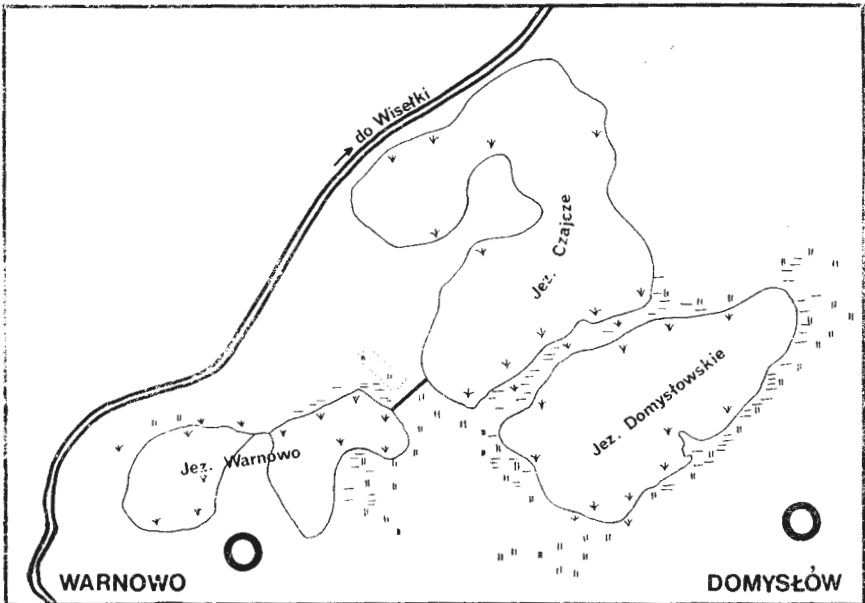 do Wisełki
Jez. Czajcze
Jez. Domysłowskie
Jez. Warnowo
WARNOWO
DOMYSŁÓW